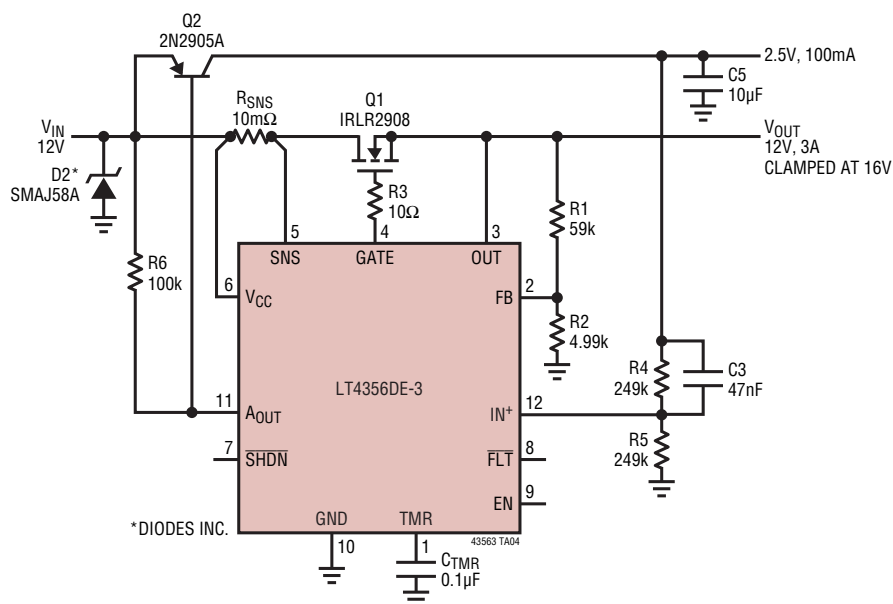 Q2
2N2905A
2.5V, 100mA
C5
10µF
RSNS
10mΩ
Q1
IRLR2908
VIN
12V
VOUT
12V, 3A
CLAMPED AT 16V
D2*
SMAJ58A
R3
10Ω
R1
59k
5
4
3
SNS
GATE
OUT
R6
100k
6
VCC
FB
2
R2
4.99k
LT4356DE-3
R4
249k
C3
47nF
11
AOUT
IN+
12
7
SHDN
FLT
8
R5
249k
EN
9
*DIODES INC.
GND
TMR
43563 TA04
10
1
CTMR
0.1µF